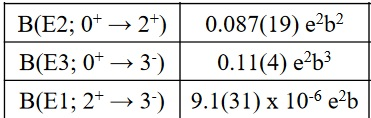 B(E2; 0⁺ → 2⁺) 0.087(19) e²b²
B(E3; 0⁺ → 3⁻) 0.11(4) e²b³
B(E1; 2⁺ → 3⁻) 9.1(31) x 10⁻⁶ e²b